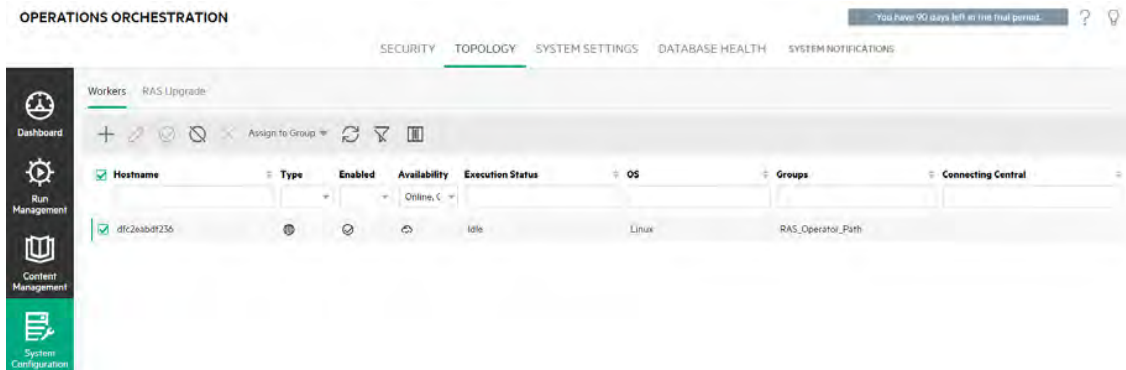 OPERATIONS ORCHESTRATION
You have 90 days left in the trial period.
?
SECURITY TOPOLOGY SYSTEM SETTINGS DATABASE HEALTH SYSTEM NOTIFICATIONS
Workers RAS Upgrade
Dashboard
Assign to Group
Hostname Type Enabled Availability Execution Status OS Groups Connecting Central
Run
Management
Online, C
dfc2eabdf236 Idle Linux RAS_Operator_Path
Content
Management
System
Configuration